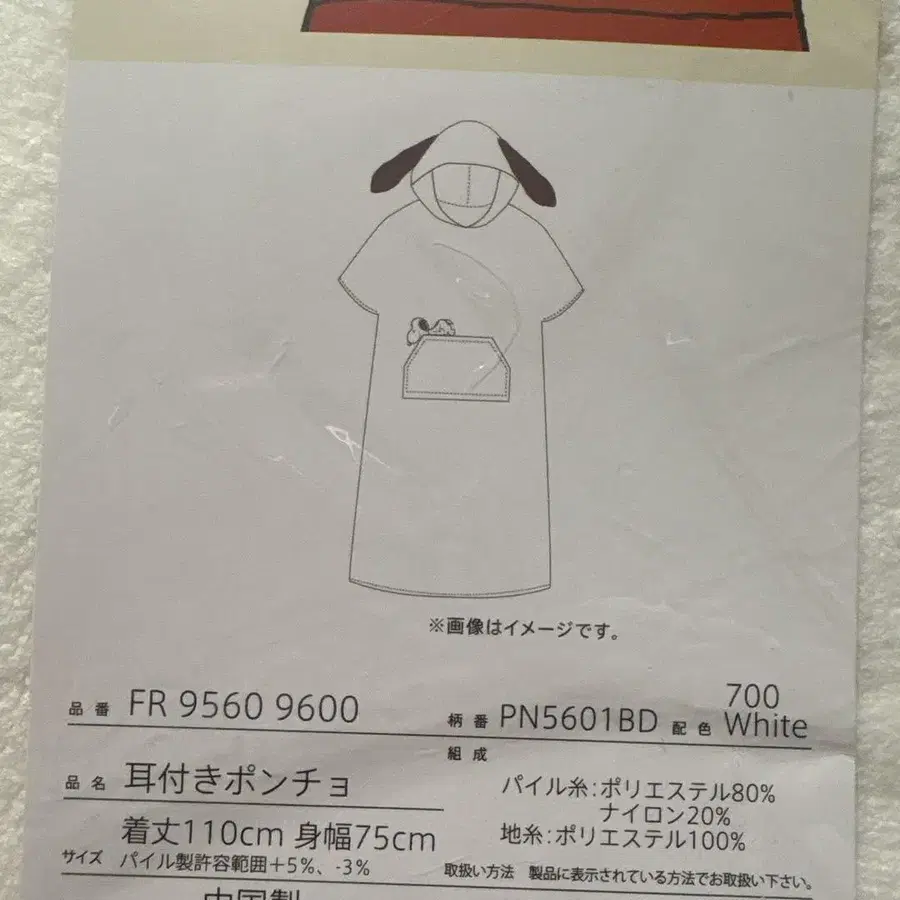 ※画像はイメージです。
品番 FR 9560 9600
柄番 PN5601BD 配色 700 White
品名 耳付きポンチョ
組成
パイル糸:ポリエステル80%
ナイロン20%
地糸:ポリエステル100%
サイズ 着丈110cm 身幅75cm
パイル製許容範囲+5%、-3%
取扱い方法 製品に表示されている方法でお取扱い下さい。
中国製